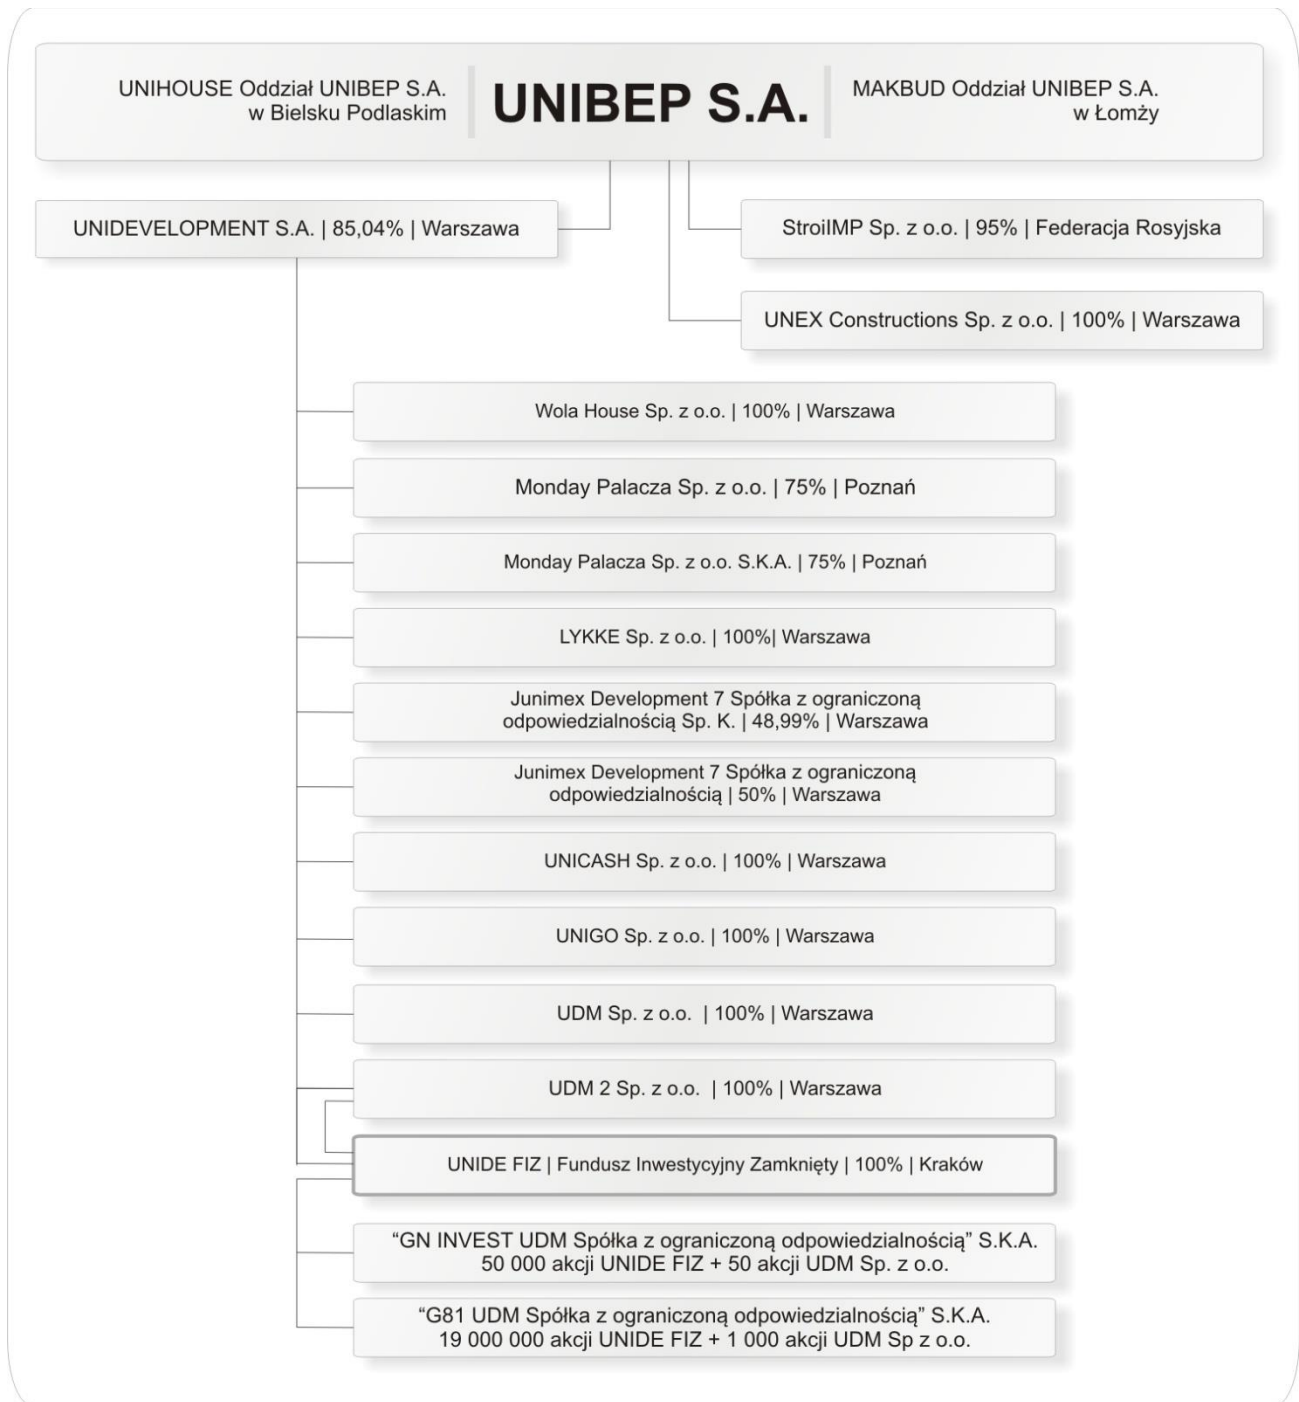 UNIHOUSE Oddział UNIBEP S.A.
w Bielsku Podlaskim
UNIBEP S.A.
MAKBUD Oddział UNIBEP S.A.
w Łomży
UNIDEVELOPMENT S.A. | 85,04% | Warszawa
StroiIMP Sp. z o.o. | 95% | Federacja Rosyjska
UNEX Constructions Sp. z o.o. | 100% | Warszawa
Wola House Sp. z o.o. | 100% | Warszawa
Monday Palacza Sp. z o.o. | 75% | Poznań
Monday Palacza Sp. z o.o. S.K.A. | 75% | Poznań
LYKKE Sp. z o.o. | 100%| Warszawa
Junimex Development 7 Spółka z ograniczoną
odpowiedzialnością Sp. K. | 48,99% | Warszawa
Junimex Development 7 Spółka z ograniczoną
odpowiedzialnością | 50% | Warszawa
UNICASH Sp. z o.o. | 100% | Warszawa
UNIGO Sp. z o.o. | 100% | Warszawa
UDM Sp. z o.o. | 100% | Warszawa
UDM 2 Sp. z o.o. | 100% | Warszawa
UNIDE FIZ | Fundusz Inwestycyjny Zamknięty | 100% | Kraków
“GN INVEST UDM Spółka z ograniczoną odpowiedzialnością” S.K.A.
50 000 akcji UNIDE FIZ + 50 akcji UDM Sp. z o.o.
“G81 UDM Spółka z ograniczoną odpowiedzialnością” S.K.A.
19 000 000 akcji UNIDE FIZ + 1 000 akcji UDM Sp z o.o.